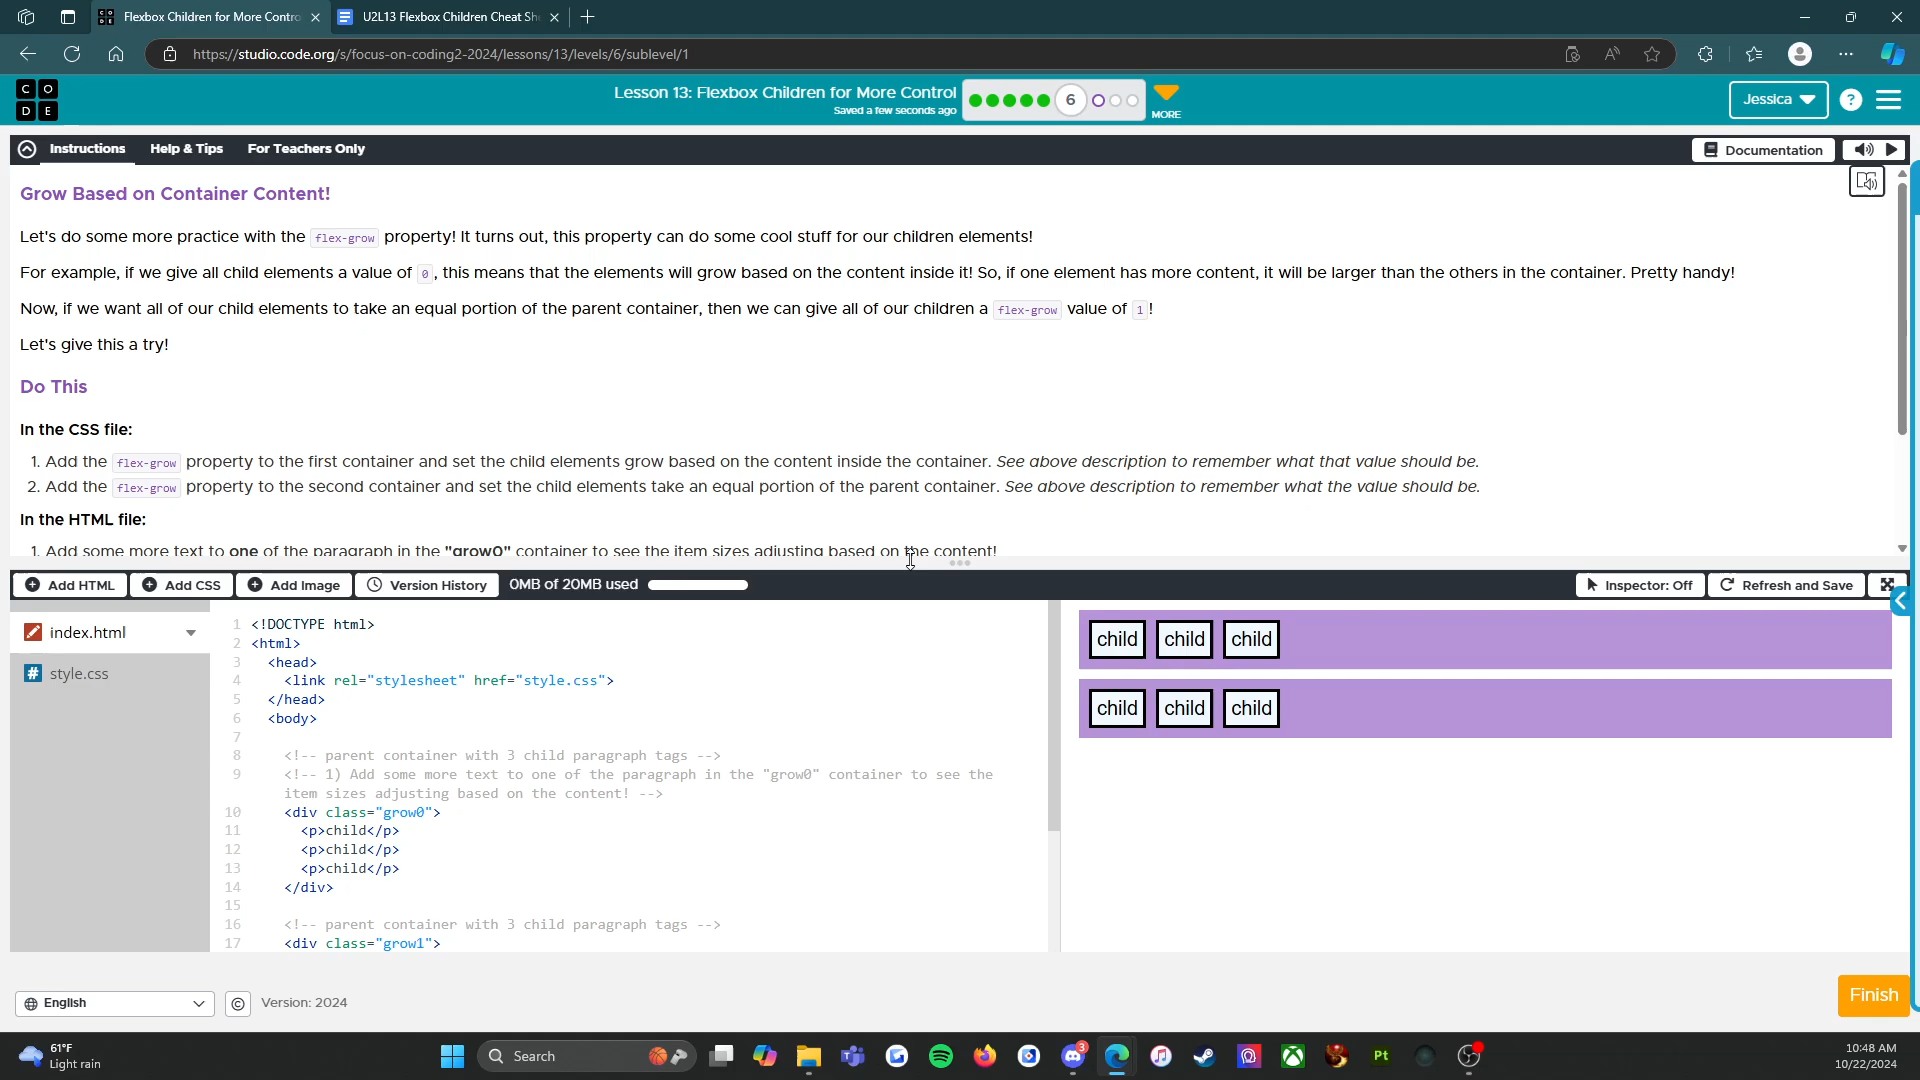 Flexbox Children for More Contro
U2L13 Flexbox Children Cheat She
https://studio.code.org/s/focus-on-coding2-2024/lessons/13/levels/6/sublevel/1
C O
D E
Lesson 13: Flexbox Children for More Control
Saved a few seconds ago
6
MORE
Jessica
?
Instructions Help & Tips For Teachers Only
Documentation
Grow Based on Container Content!
Let's do some more practice with the flex-grow property! It turns out, this property can do some cool stuff for our children elements!
For example, if we give all child elements a value of 0, this means that the elements will grow based on the content inside it! So, if one element has more content, it will be larger than the others in the container. Pretty handy!
Now, if we want all of our child elements to take an equal portion of the parent container, then we can give all of our children a flex-grow value of 1!
Let's give this a try!
Do This
In the CSS file:
1. Add the flex-grow property to the first container and set the child elements grow based on the content inside the container. See above description to remember what that value should be.
2. Add the flex-grow property to the second container and set the child elements take an equal portion of the parent container. See above description to remember what the value should be.
In the HTML file:
1. Add some more text to one of the paragraph in the "grow0" container to see the item sizes adjusting based on the content!
Add HTML Add CSS Add Image Version History 0MB of 20MB used
Inspector: Off Refresh and Save
index.html
style.css
1 <!DOCTYPE html>
2 <html>
3 <head>
4 <link rel="stylesheet" href="style.css">
5 </head>
6 <body>
7
8 <!-- parent container with 3 child paragraph tags -->
9 <!-- 1) Add some more text to one of the paragraph in the "grow0" container to see the
item sizes adjusting based on the content! -->
10 <div class="grow0">
11 <p>child</p>
12 <p>child</p>
13 <p>child</p>
14 </div>
15
16 <!-- parent container with 3 child paragraph tags -->
17 <div class="grow1">
child child child
child child child
English
© Version: 2024
Finish
61°F
Light rain
Search
3
Pt
10:48 AM
10/22/2024